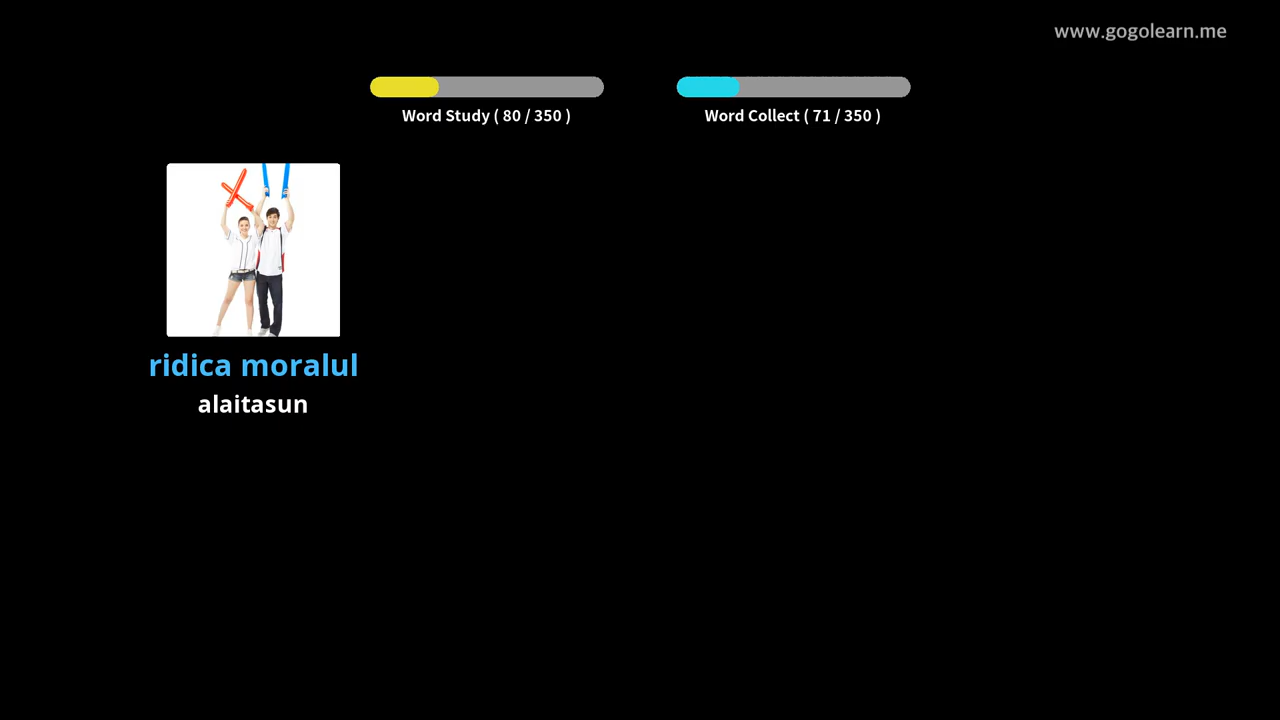 www.gogolearn.me
Word Study ( 80 / 350 )
Word Collect ( 71 / 350 )
ridica moralul
alaitasun